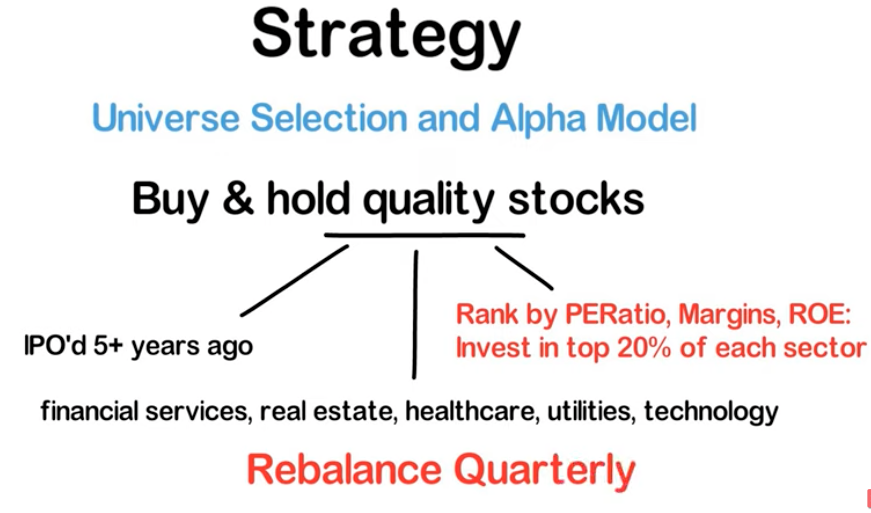 Strategy
Universe Selection and Alpha Model
Buy & hold quality stocks
IPO'd 5+ years ago
Rank by PERatio, Margins, ROE:
Invest in top 20% of each sector
financial services, real estate, healthcare, utilities, technology
Rebalance Quarterly